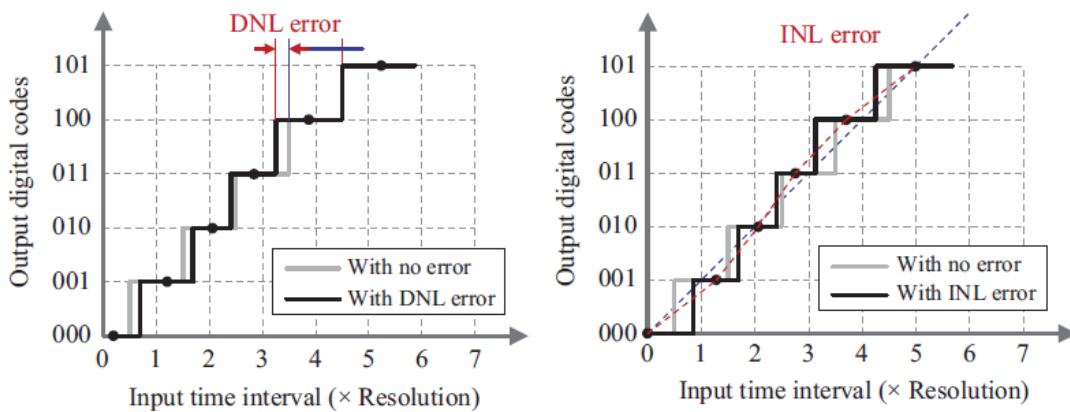 DNL error
Output digital codes
101
100
011
010
001
000
With no error
With DNL error
0 1 2 3 4 5 6 7
Input time interval (× Resolution)
INL error
Output digital codes
101
100
011
010
001
000
With no error
With INL error
0 1 2 3 4 5 6 7
Input time interval (× Resolution)